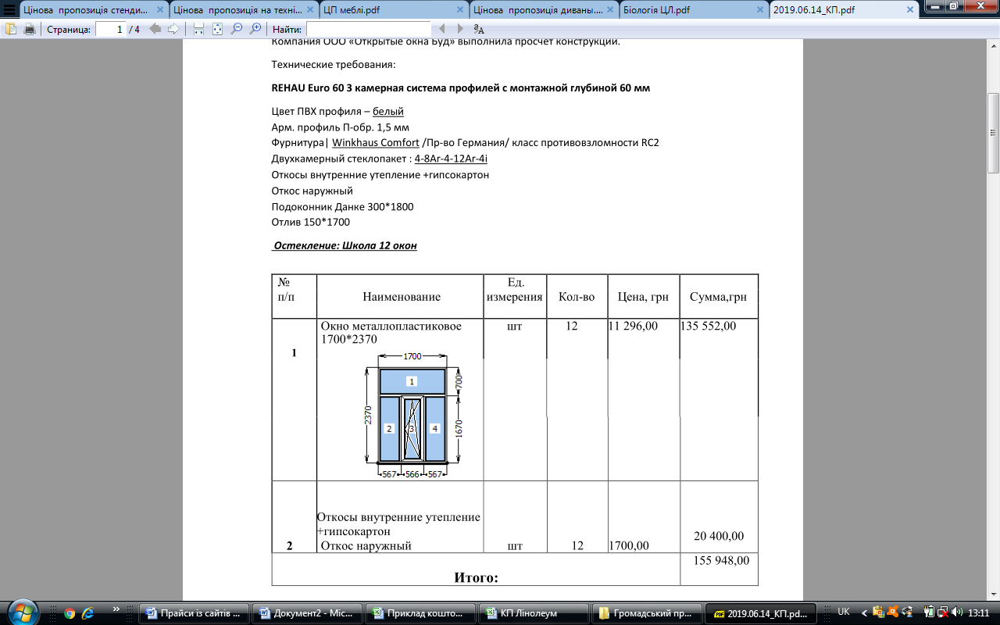 Цінова пропозиція стенди...
Цінова пропозиція на техні...
ЦП меблі.pdf
Цінова пропозиція диваны....
Біологія ЦЛ.pdf
2019.06.14_КП.pdf
Страница: 1 / 4
Найти:
Компания ООО «Открытые окна Буд» выполнила просчет конструкции.
Технические требования:
REHAU Euro 60 3 камерная система профилей с монтажной глубиной 60 мм
Цвет ПВХ профиля – белый
Арм. профиль П-обр. 1,5 мм
Фурнитура| Winkhaus Comfort /Пр-во Германия/ класс противовзломности RC2
Двухкамерный стеклопакет : 4-8Ar-4-12Ar-4i
Откосы внутренние утепление +гипсокартон
Откос наружный
Подоконник Данке 300*1800
Отлив 150*1700
Остекление: Школа 12 окон
№ п/п
Наименование
Ед. измерения
Кол-во
Цена, грн
Сумма,грн
1
Окно металлопластиковое
1700*2370
шт
12
11 296,00
135 552,00
1700
1
700
2370
2
3
4
1670
567
566
567
2
Откосы внутренние утепление
+гипсокартон
Откос наружный
шт
12
1700,00
20 400,00
Итого:
155 948,00
Прайси із сайтів
Документ2 - Mic...
Приклад кошто...
КП Лінолеум
Громадський пр...
2019.06.14_КП.pd...
UK
13:11